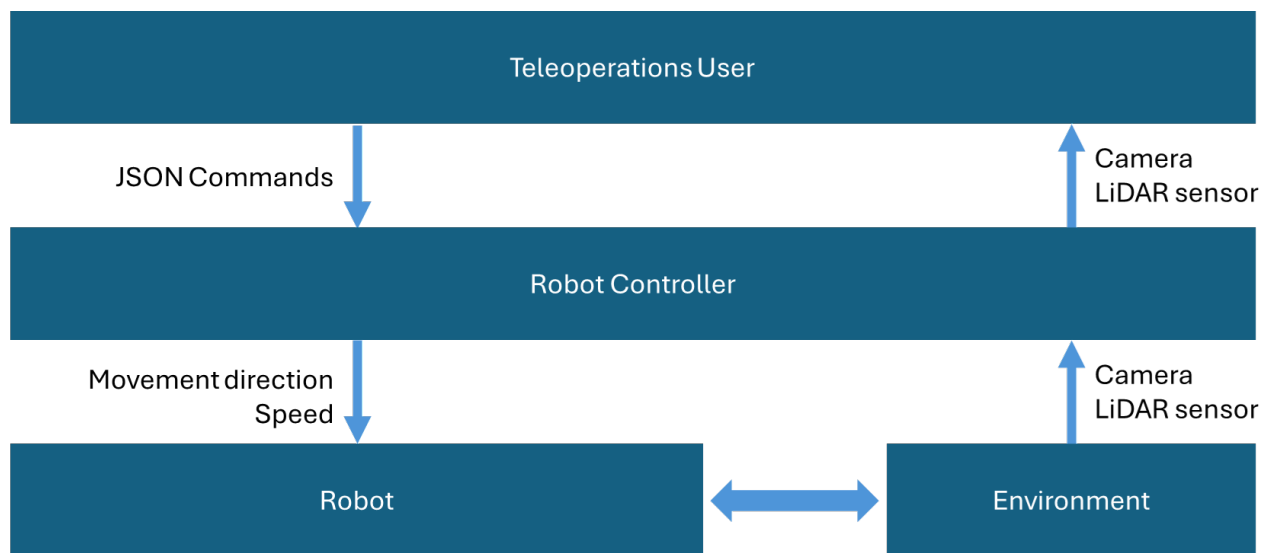 Teleoperations User
JSON Commands
Camera
LiDAR sensor
Robot Controller
Movement direction
Speed
Camera
LiDAR sensor
Robot
Environment